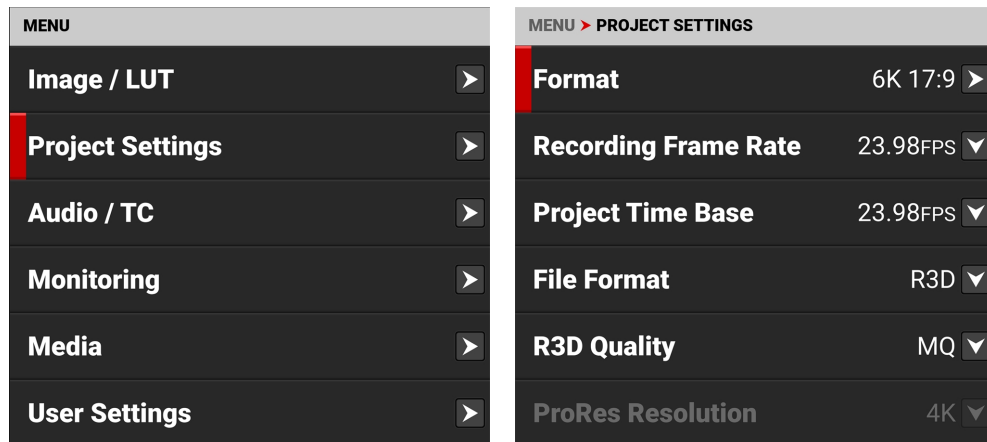 MENU
Image / LUT
Project Settings
Audio / TC
Monitoring
Media
User Settings
MENU ➤ PROJECT SETTINGS
Format 6K 17:9
Recording Frame Rate 23.98FPS
Project Time Base 23.98FPS
File Format R3D
R3D Quality MQ
ProRes Resolution 4K